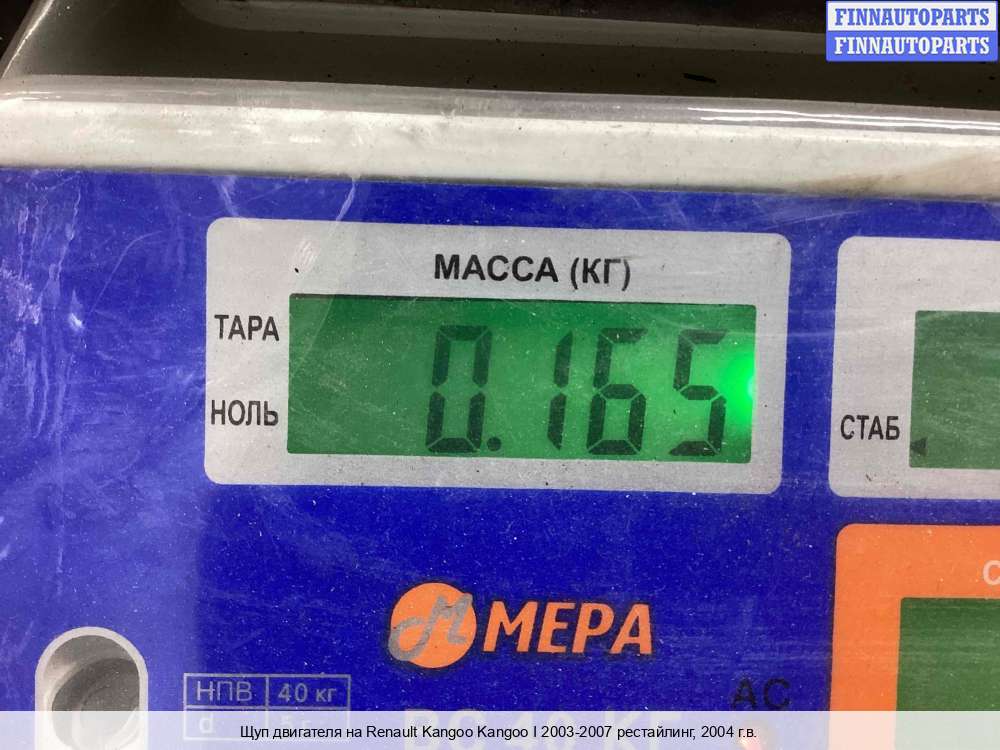 FINNAUTOPARTS
FINNAUTOPARTS
МАССА (КГ)
ТАРА
0.165
НОЛЬ
СТАБ
МЕРА
НПВ 40 кг
АС
Щуп двигателя на Renault Kangoo Kangoo I 2003-2007 рестайлинг, 2004 г.в.